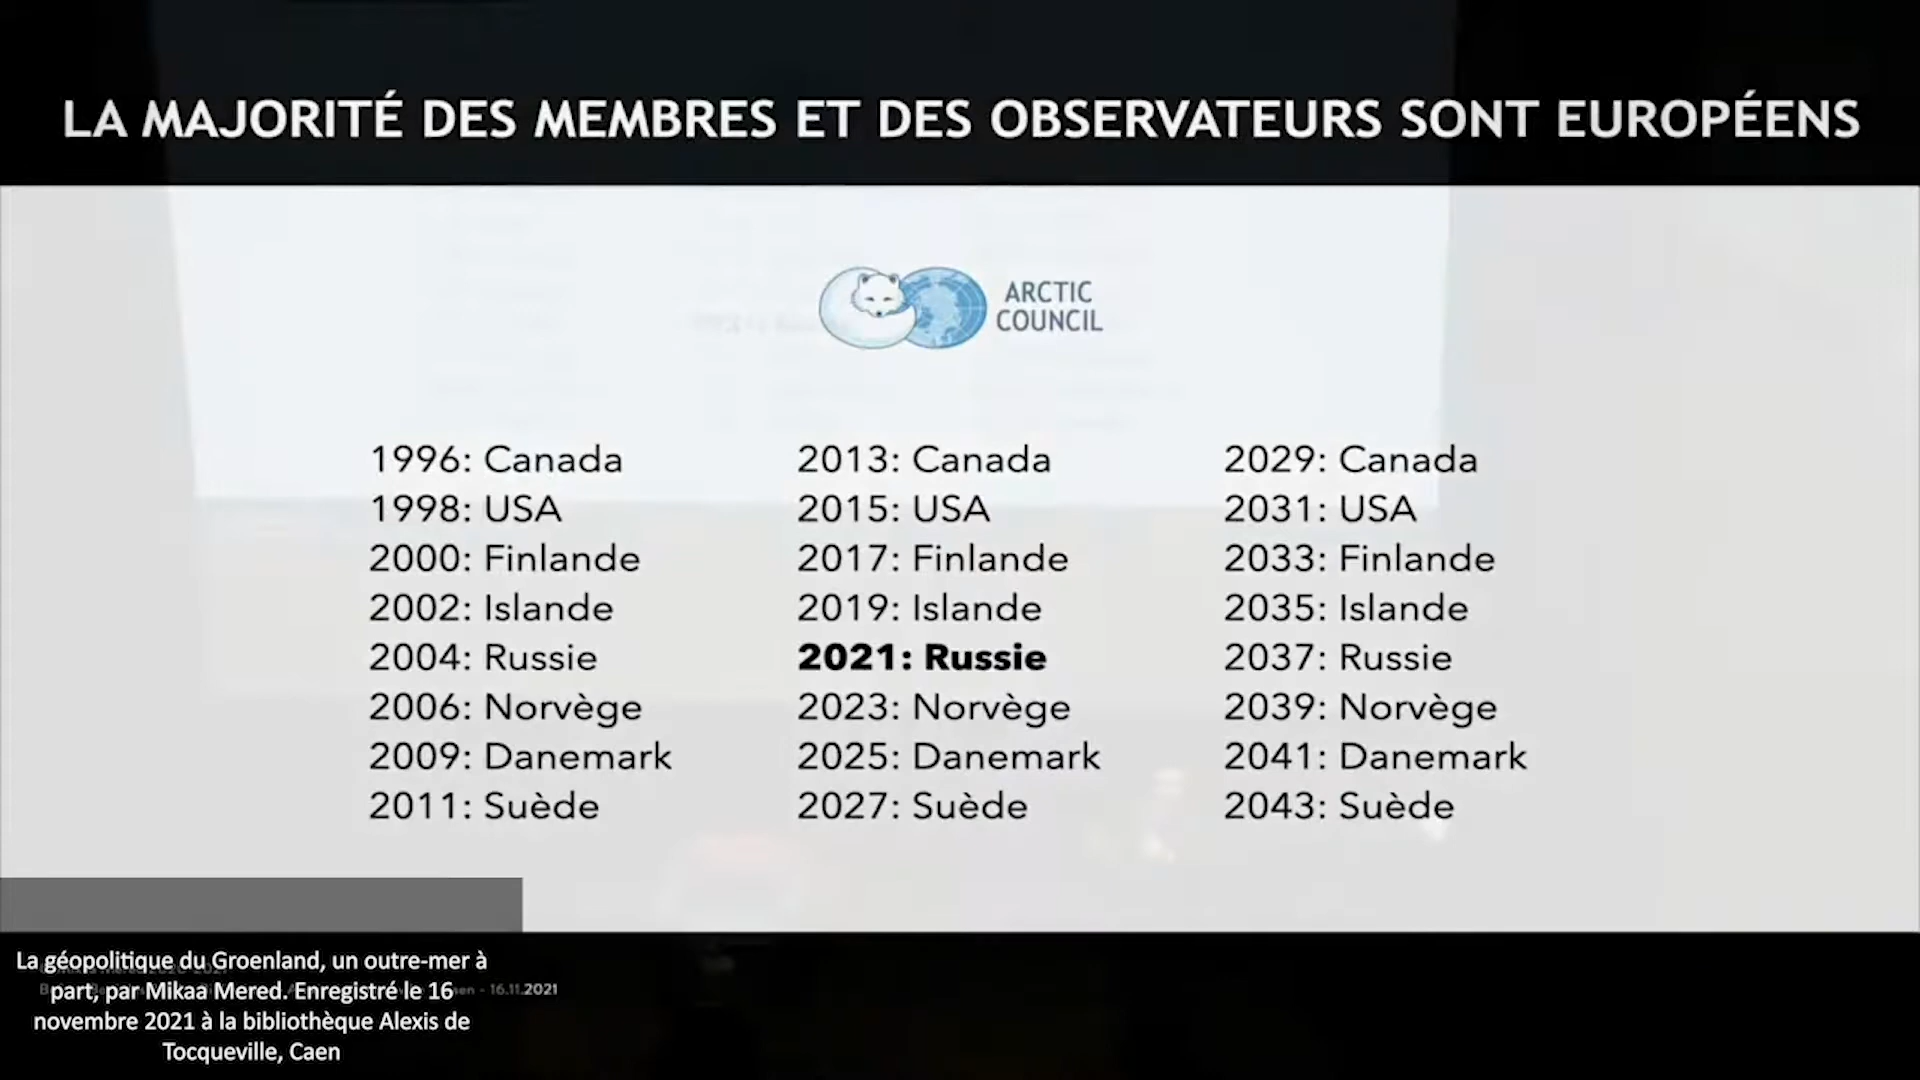 LA MAJORITÉ DES MEMBRES ET DES OBSERVATEURS SONT EUROPÉENS
ARCTIC
COUNCIL
1996: Canada
1998: USA
2000: Finlande
2002: Islande
2004: Russie
2006: Norvège
2009: Danemark
2011: Suède
2013: Canada
2015: USA
2017: Finlande
2019: Islande
2021: Russie
2023: Norvège
2025: Danemark
2027: Suède
2029: Canada
2031: USA
2033: Finlande
2035: Islande
2037: Russie
2039: Norvège
2041: Danemark
2043: Suède
La géopolitique du Groenland, un outre-mer à
part, par Mikaa Mered. Enregistré le 16
novembre 2021 à la bibliothèque Alexis de
Tocqueville, Caen
- 16.11.2021